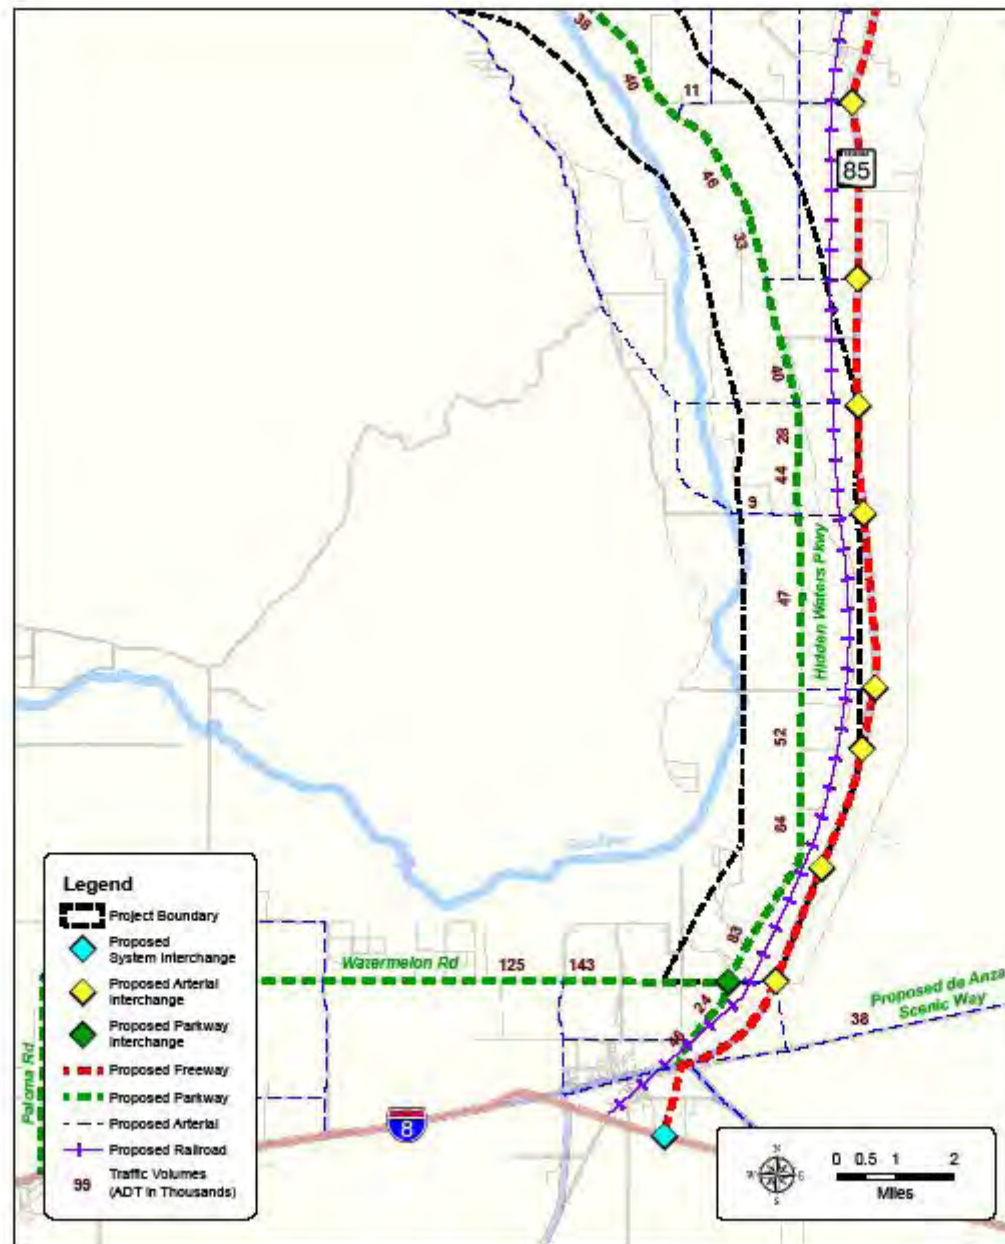 38
40
11
46
85
33
40
28
44
9
Hidden Waters Pkwy
47
52
64
83
Watermelon Rd
125
143
24
46
Proposed de Anza
Scenic Way
38
Paloma Rd
8
Legend
Project Boundary
Proposed
System Interchange
Proposed Arterial
Interchange
Proposed Parkway
Interchange
Proposed Freeway
Proposed Parkway
Proposed Arterial
Proposed Railroad
99
Traffic Volumes
(ADT in Thousands)
N
W
E
S
0 0.5 1 2
Miles